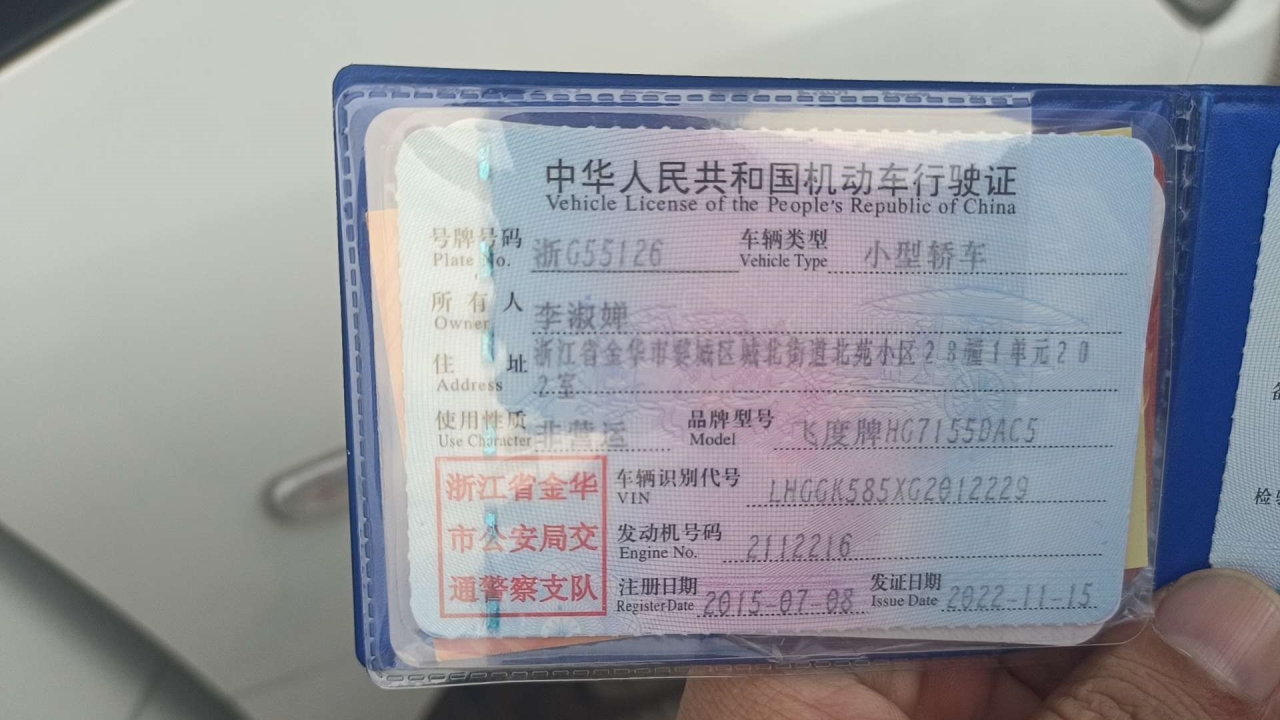 中华人民共和国机动车行驶证
Vehicle License of the People's Republic of China
号牌号码 浙G55126 车辆类型 小型轿车
Plate No. Vehicle Type
所有人 李淑婵
Owner
住址 浙江省金华市婺城区城北街道北苑小区28幢1单元20
Address 2室
使用性质 非营运 品牌型号 飞度牌HG7155DAC5
Use Character Model
浙江省金华 车辆识别代号 LHGGK585XG2012229
VIN
市公安局交 发动机号码 2112216
Engine No.
通警察支队 注册日期 2015-07-08 发证日期 2022-11-15
Register Date Issue Date